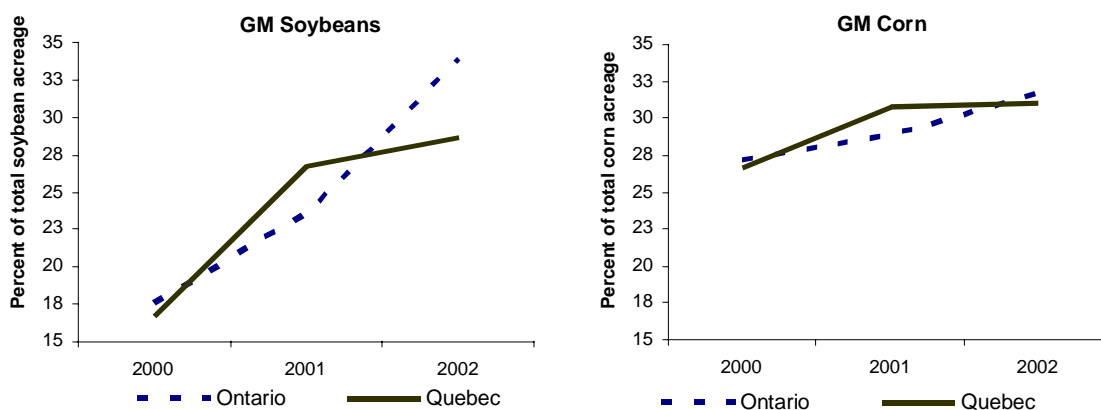 GM Soybeans
Percent of total soybean acreage
35
33
30
28
25
23
20
18
15
2000 2001 2002
Ontario Quebec
GM Corn
Percent of total corn acreage
35
33
30
28
25
23
20
18
15
2000 2001 2002
Ontario Quebec